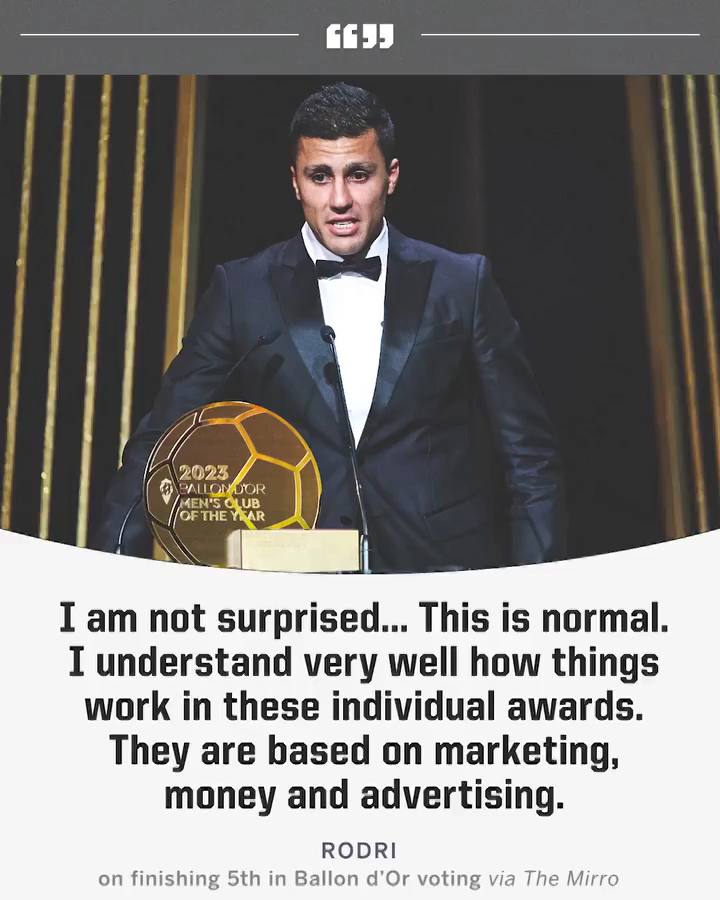 2023
BALLON D'OR
MEN'S CLUB
OF THE YEAR
I am not surprised... This is normal.
I understand very well how things
work in these individual awards.
They are based on marketing,
money and advertising.
RODRI
on finishing 5th in Ballon d'Or voting via The Mirro